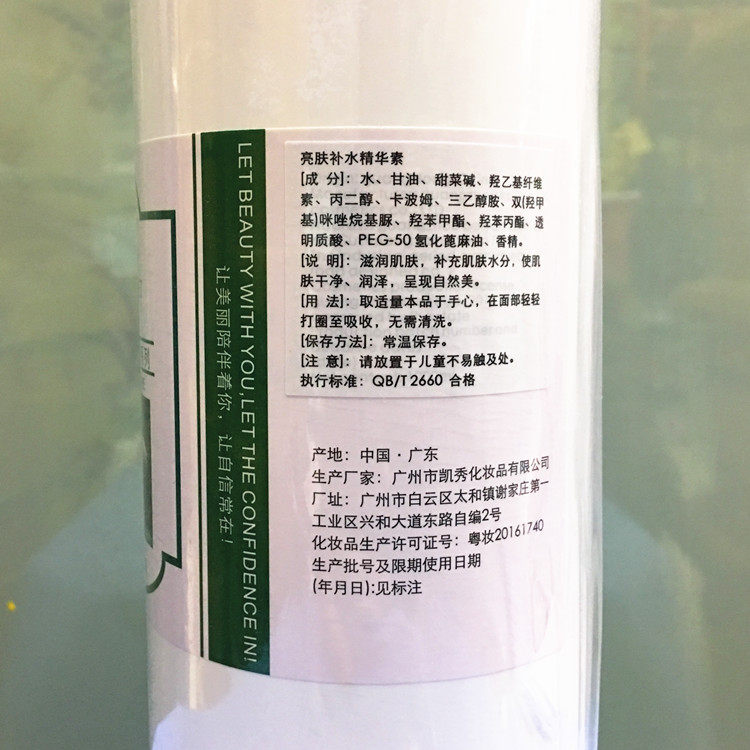 LET BEAUTY WITH YOU,LET THE CONFIDENCE IN!
让美丽陪伴着你，让自信常在！
亮肤补水精华素
[成 分]：水、甘油、甜菜碱、羟乙基纤维
素、丙二醇、卡波姆、三乙醇胺、双(羟甲
基)咪唑烷基脲、羟苯甲酯、羟苯丙酯、透
明质酸、PEG-50 氢化蓖麻油、香精。
[说 明]：滋润肌肤，补充肌肤水分，使肌
肤干净、润泽，呈现自然美。
[用 法]：取适量本品于手心，在面部轻轻
打圈至吸收，无需清洗。
[保存方法]：常温保存。
[注 意]：请放置于儿童不易触及处。
执行标准：QB/T 2660 合格
产地：中国·广东
生产厂家：广州市凯秀化妆品有限公司
厂址：广州市白云区太和镇谢家庄第一
工业区兴和大道东路自编2号
化妆品生产许可证号：粤妆20161740
生产批号及限期使用日期
(年月日):见标注